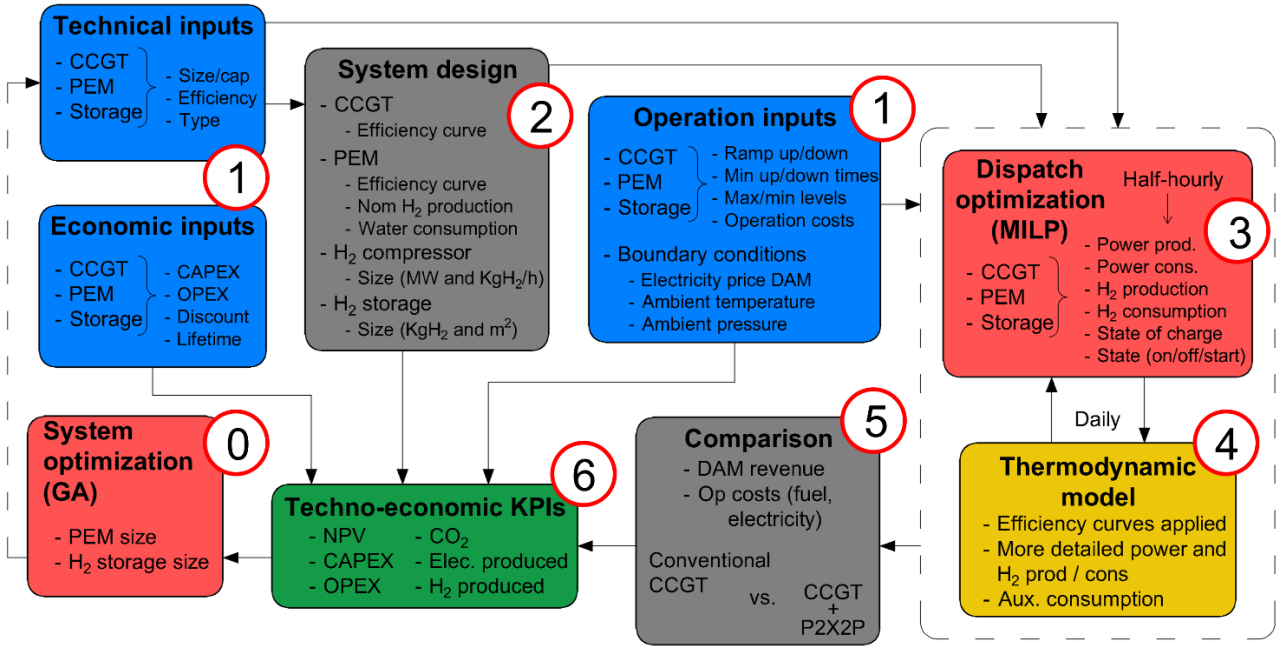 Technical inputs
- CCGT
- PEM
- Storage
- Size/cap
- Efficiency
- Type
1
Economic inputs
- CCGT
- PEM
- Storage
- CAPEX
- OPEX
- Discount
- Lifetime
System design
2
- CCGT
- Efficiency curve
- PEM
- Efficiency curve
- Nom H₂ production
- Water consumption
- H₂ compressor
- Size (MW and KgH₂/h)
- H₂ storage
- Size (KgH₂ and m²)
Operation inputs
1
- CCGT
- PEM
- Storage
- Ramp up/down
- Min up/down times
- Max/min levels
- Operation costs
- Boundary conditions
- Electricity price DAM
- Ambient temperature
- Ambient pressure
Dispatch
optimization
(MILP)
Half-hourly
3
- CCGT
- PEM
- Storage
- Power prod.
- Power cons.
- H₂ production
- H₂ consumption
- State of charge
- State (on/off/start)
Daily
4
Thermodynamic
model
- Efficiency curves applied
- More detailed power and
H₂ prod / cons
- Aux. consumption
5
Comparison
- DAM revenue
- Op costs (fuel,
electricity)
Conventional
CCGT
vs.
CCGT
+
P2X2P
6
Techno-economic KPIs
- NPV
- CAPEX
- OPEX
- CO₂
- Elec. produced
- H₂ produced
0
System
optimization
(GA)
- PEM size
- H₂ storage size